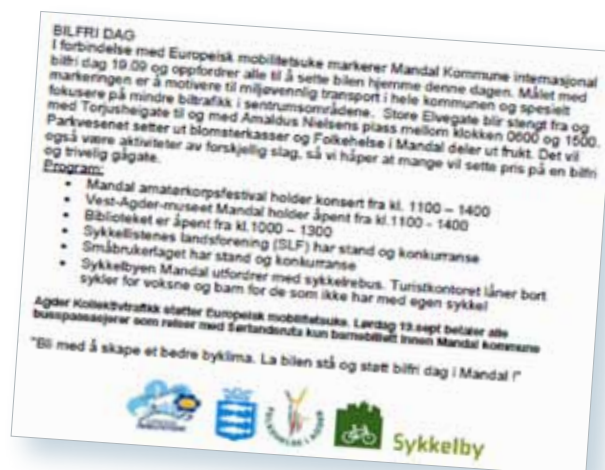 BILFRI DAG
I forbindelse med Europeisk mobilitetsuke markerer Mandal Kommune internasjonal
bilfri dag 19.09 og oppfordrer alle til å sette bilen hjemme denne dagen. Målet med
markeringen er å motivere til miljøvennlig transport i hele kommunen og spesielt
fokusere på mindre biltrafikk i sentrumsområdene. Store Elvegate blir stengt fra og
med Torjusheigate til og med Arnaldus Nielsens plass mellom klokken 0600 og 1500.
Parkvesenet setter ut blomsterkasser og Folkehelse i Mandal deler ut frukt. Det vil
også være aktiviteter av forskjellig slag, så vi håper at mange vil sette pris på en bilfri
og trivelig gågate.
Program:
• Mandal amatørkorpsfestival holder konsert fra kl. 1100 – 1400
• Vest-Agder-museet Mandal holder åpent fra kl.1100 - 1400
• Biblioteket er åpent fra kl.1000 – 1300
• Sykkellistenes landsforening (SLF) har stand og konkurranse
• Småbrukerlaget har stand og konkurranse
• Sykkelbyen Mandal utfordrer med sykkelrebus. Turistkontoret låner bort
sykler for voksne og barn for de som ikke har med egen sykkel
Agder Kollektivtrafikk støtter Europeisk mobilitetsuke. Lørdag 19.sept betaler alle
busspassasjerer som reiser med Sørlandsruta kun barnebillett innen Mandal kommune
"Bli med å skape et bedre byklima. La bilen stå og støtt bilfri dag i Mandal !"
Sykkelby